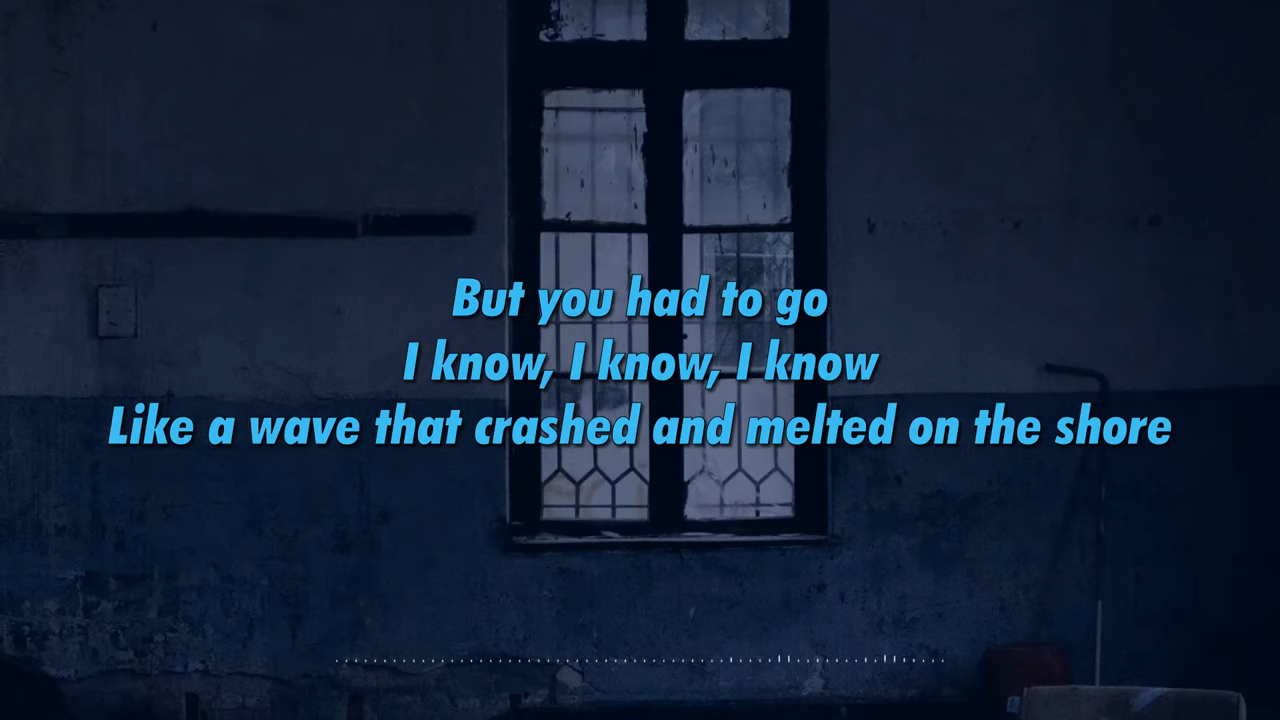 But you had to go
I know, I know, I know
Like a wave that crashed and melted on the shore